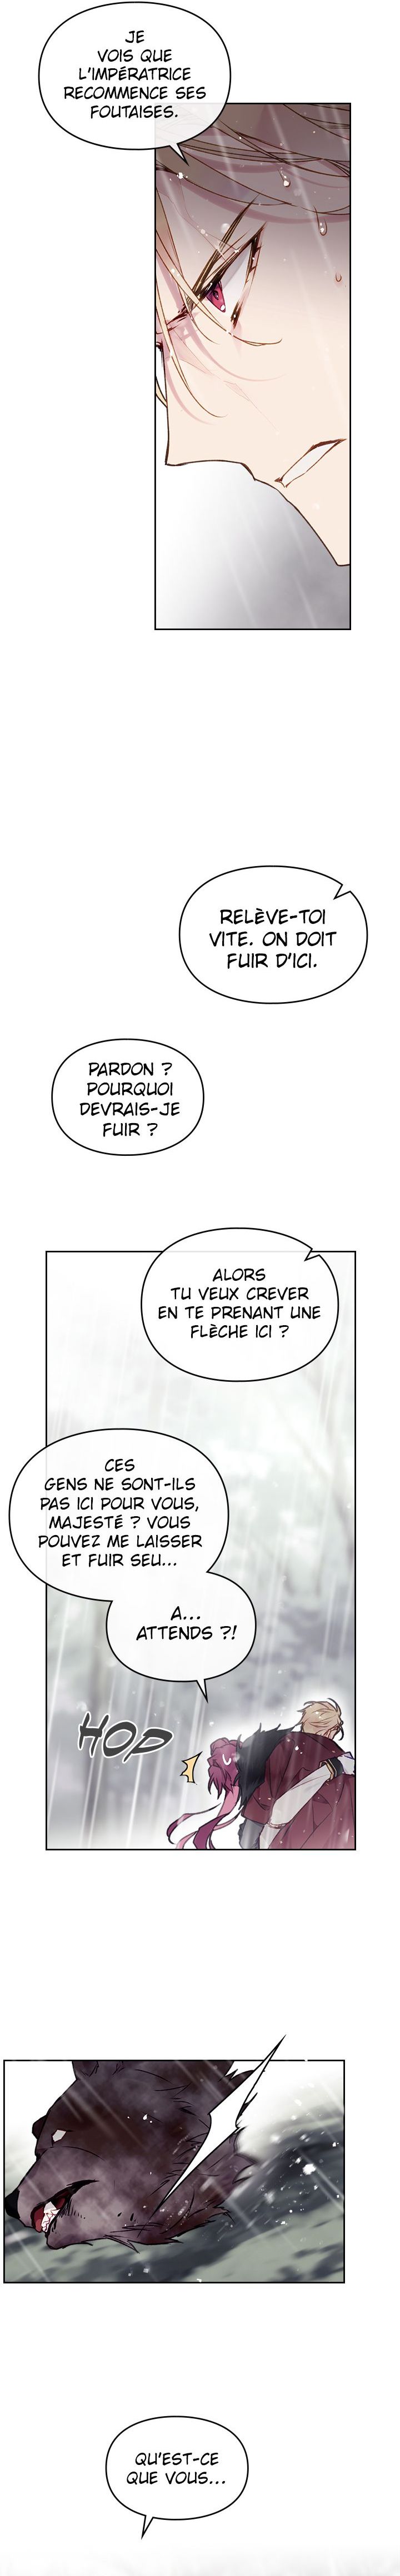 JE
VOIS QUE
L'IMPÉRATRICE
RECOMMENCE SES
FOUTAISES.
RELÈVE-TOI
VITE. ON DOIT
FUIR D'ICI.
PARDON ?
POURQUOI
DEVRAIS-JE
FUIR ?
ALORS
TU VEUX CREVER
EN TE PRENANT UNE
FLÈCHE ICI ?
CES
GENS NE SONT-ILS
PAS ICI POUR VOUS,
MAJESTÉ ? VOUS
POUVEZ ME LAISSER
ET FUIR SEU...
A...
ATTENDS ?!
HOP
QU'EST-CE
QUE VOUS...